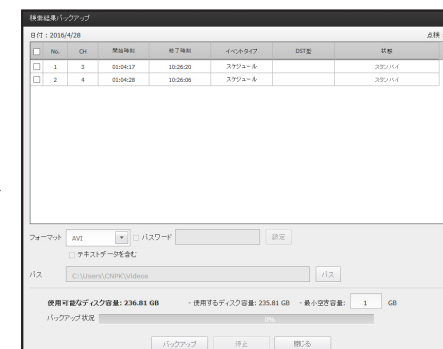 検索結果バックアップ
日付 : 2016/4/28 点検
No. CH 開始時刻 終了時刻 イベントタイプ DST型 状態
1 3 01:04:17 10:26:20 スケジュール スタンバイ
2 4 01:04:28 10:26:06 スケジュール スタンバイ
フォーマット AVI パスワード 設定
テキストデータを含む
パス C:\Users\CNPK\Videos パス
使用可能なディスク容量: 236.81 GB ・使用するディスク容量: 235.81 GB ・最小空き容量: 1 GB
バックアップ状況 0%
バックアップ 停止 閉じる